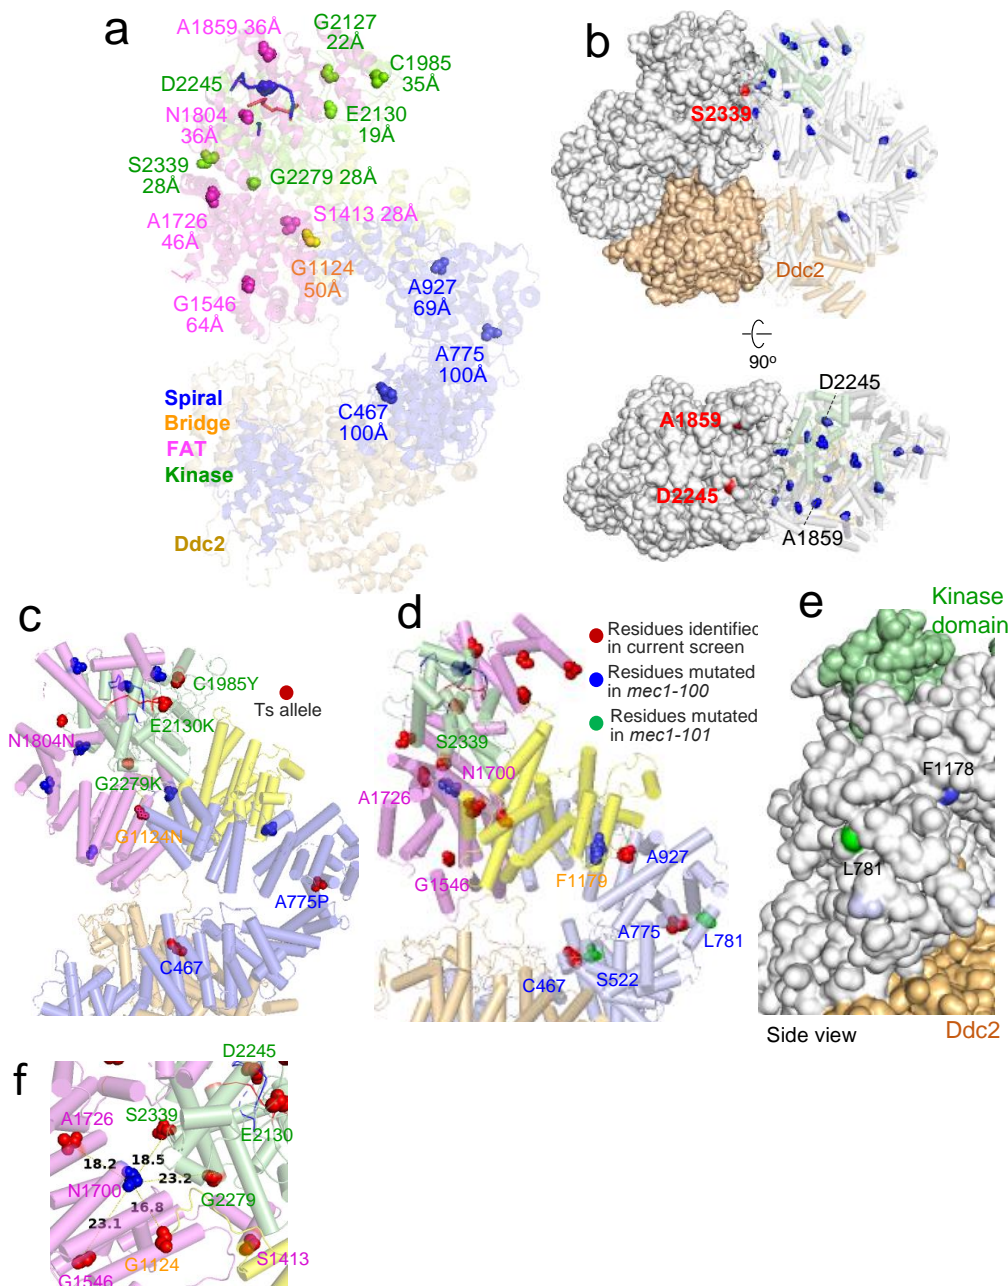 a
A1859 36Å
G2127
22Å
C1985
35Å
D2245
N1804
36Å
E2130
19Å
S2339
28Å
G2279 28Å
A1726
46Å
S1413 28Å
G1124
50Å
A927
69Å
G1546
64Å
A775
100Å
C467
100Å
Spiral
Bridge
FAT
Kinase
Ddc2
b
S2339
Ddc2
90º
D2245
A1859
D2245
A1859
c
C1985Y
E2130K
Ts allele
N1804N
G2279K
G1124N
A775P
C467
d
Residues identified
in current screen
Residues mutated
in mec1-100
Residues mutated
in mec1-101
S2339
N1700
A1726
G1546
F1179
A927
A775
L781
C467
S522
e
Kinase
domain
F1178
L781
Side view
Ddc2
f
D2245
A1726
S2339
E2130
18.2
18.5
23.2
N1700
G2279
16.8
23.1
G1124
S1413
G1546